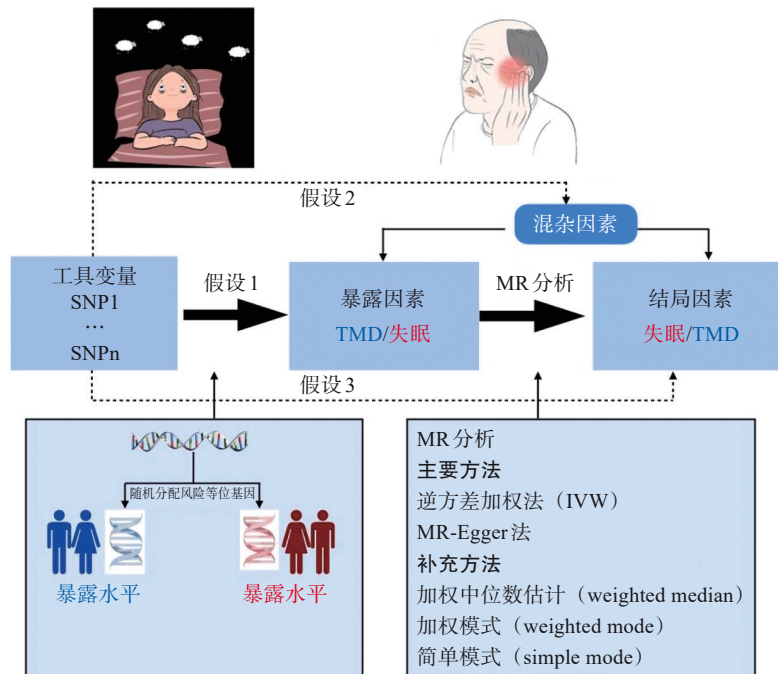 假设2
混杂因素
工具变量
SNP1
…
SNPn
假设1
暴露因素
TMD/失眠
MR分析
结局因素
失眠/TMD
假设3
随机分配风险等位基因
暴露水平
暴露水平
MR分析
主要方法
逆方差加权法（IVW）
MR-Egger法
补充方法
加权中位数估计（weighted median）
加权模式（weighted mode）
简单模式（simple mode）